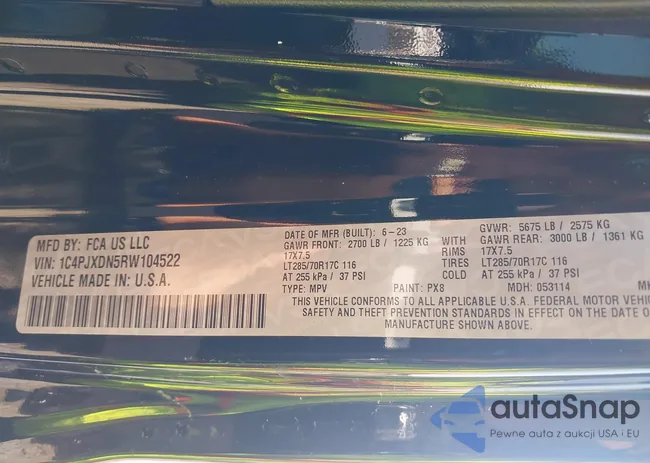 MFD BY: FCA US LLC
VIN: 1C4PJXDN5RW104522
VEHICLE MADE IN: U.S.A.
DATE OF MFR (BUILT): 6-23
GAWR FRONT: 2700 LB / 1225 KG
17X7.5
LT285/70R17C 116
AT 255 kPa / 37 PSI
TYPE: MPV
PAINT: PX8
WITH
RIMS
TIRES
COLD
GVWR: 5675 LB / 2575 KG
GAWR REAR: 3000 LB / 1361 KG
17X7.5
LT285/70R17C 116
AT 255 kPa / 37 PSI
MDH: 053114
THIS VEHICLE CONFORMS TO ALL APPLICABLE U.S.A. FEDERAL MOTOR VEHIC
SAFETY AND THEFT PREVENTION STANDARDS IN EFFECT ON THE DATE O
MANUFACTURE SHOWN ABOVE.
autaSnap
Pewne auta z aukcji USA i EU